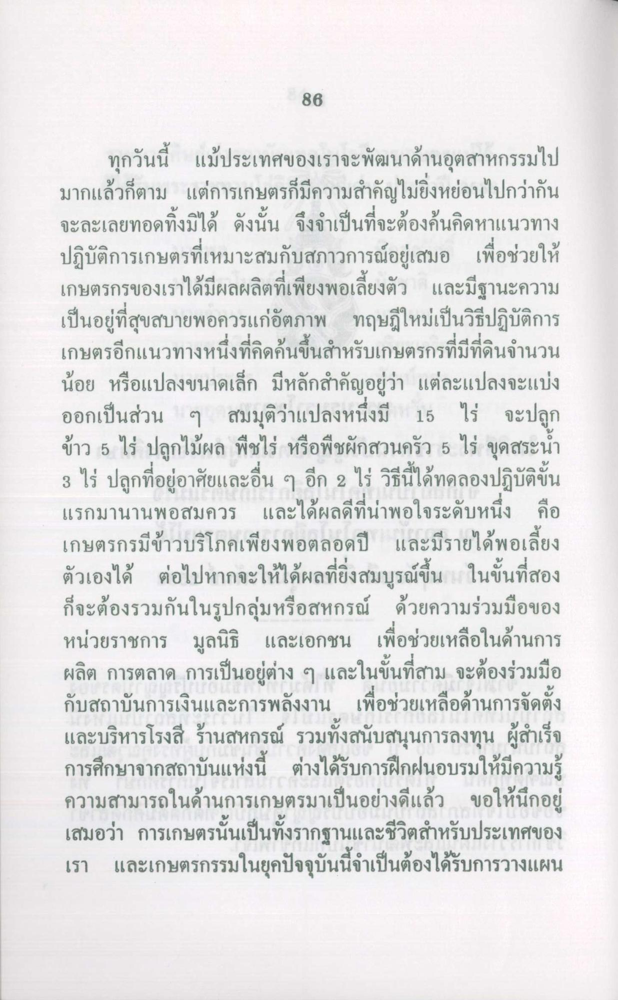 86
ทุกวันนี้ แม้ประเทศของเราจะพัฒนาด้านอุตสาหกรรมไป
มากแล้วก็ตาม แต่การเกษตรก็มีความสำคัญไม่ยิ่งหย่อนไปกว่ากัน
จะละเลยทอดทิ้งมิได้ ดังนั้น จึงจำเป็นที่จะต้องค้นคิดหาแนวทาง
ปฏิบัติการเกษตรที่เหมาะสมกับสภาวการณ์อยู่เสมอ เพื่อช่วยให้
เกษตรกรของเราได้มีผลผลิตที่เพียงพอเลี้ยงตัว และมีฐานะความ
เป็นอยู่ที่สุขสบายพอควรแก่อัตภาพ ทฤษฎีใหม่เป็นวิธีปฏิบัติการ
เกษตรอีกแนวทางหนึ่งที่คิดค้นขึ้นสำหรับเกษตรกรที่มีที่ดินจำนวน
น้อย หรือแปลงขนาดเล็ก มีหลักสำคัญอยู่ว่า แต่ละแปลงจะแบ่ง
ออกเป็นส่วน ๆ สมมุติว่าแปลงหนึ่งมี 15 ไร่ จะปลูก
ข้าว 5 ไร่ ปลูกไม้ผล พืชไร่ หรือพืชผักสวนครัว 5 ไร่ ขุดสระน้ำ
3 ไร่ ปลูกที่อยู่อาศัยและอื่น ๆ อีก 2 ไร่ วิธีนี้ได้ทดลองปฏิบัติขั้น
แรกมานานพอสมควร และได้ผลดีที่น่าพอใจระดับหนึ่ง คือ
เกษตรกรมีข้าวบริโภคเพียงพอตลอดปี และมีรายได้พอเลี้ยง
ตัวเองได้ ต่อไปหากจะให้ได้ผลที่ยิ่งสมบูรณ์ขึ้น ในขั้นที่สอง
ก็จะต้องรวมกันในรูปกลุ่มหรือสหกรณ์ ด้วยความร่วมมือของ
หน่วยราชการ มูลนิธิ และเอกชน เพื่อช่วยเหลือในด้านการ
ผลิต การตลาด การเป็นอยู่ต่าง ๆ และในขั้นที่สาม จะต้องร่วมมือ
กับสถาบันการเงินและการพลังงาน เพื่อช่วยเหลือด้านการจัดตั้ง
และบริหารโรงสี ร้านสหกรณ์ รวมทั้งสนับสนุนการลงทุน ผู้สำเร็จ
การศึกษาจากสถาบันแห่งนี้ ต่างได้รับการฝึกฝนอบรมให้มีความรู้
ความสามารถในด้านการเกษตรมาเป็นอย่างดีแล้ว ขอให้นึกอยู่
เสมอว่า การเกษตรนั้นเป็นทั้งรากฐานและชีวิตสำหรับประเทศของ
เรา และเกษตรกรรมในยุคปัจจุบันนี้จำเป็นต้องได้รับการวางแผน